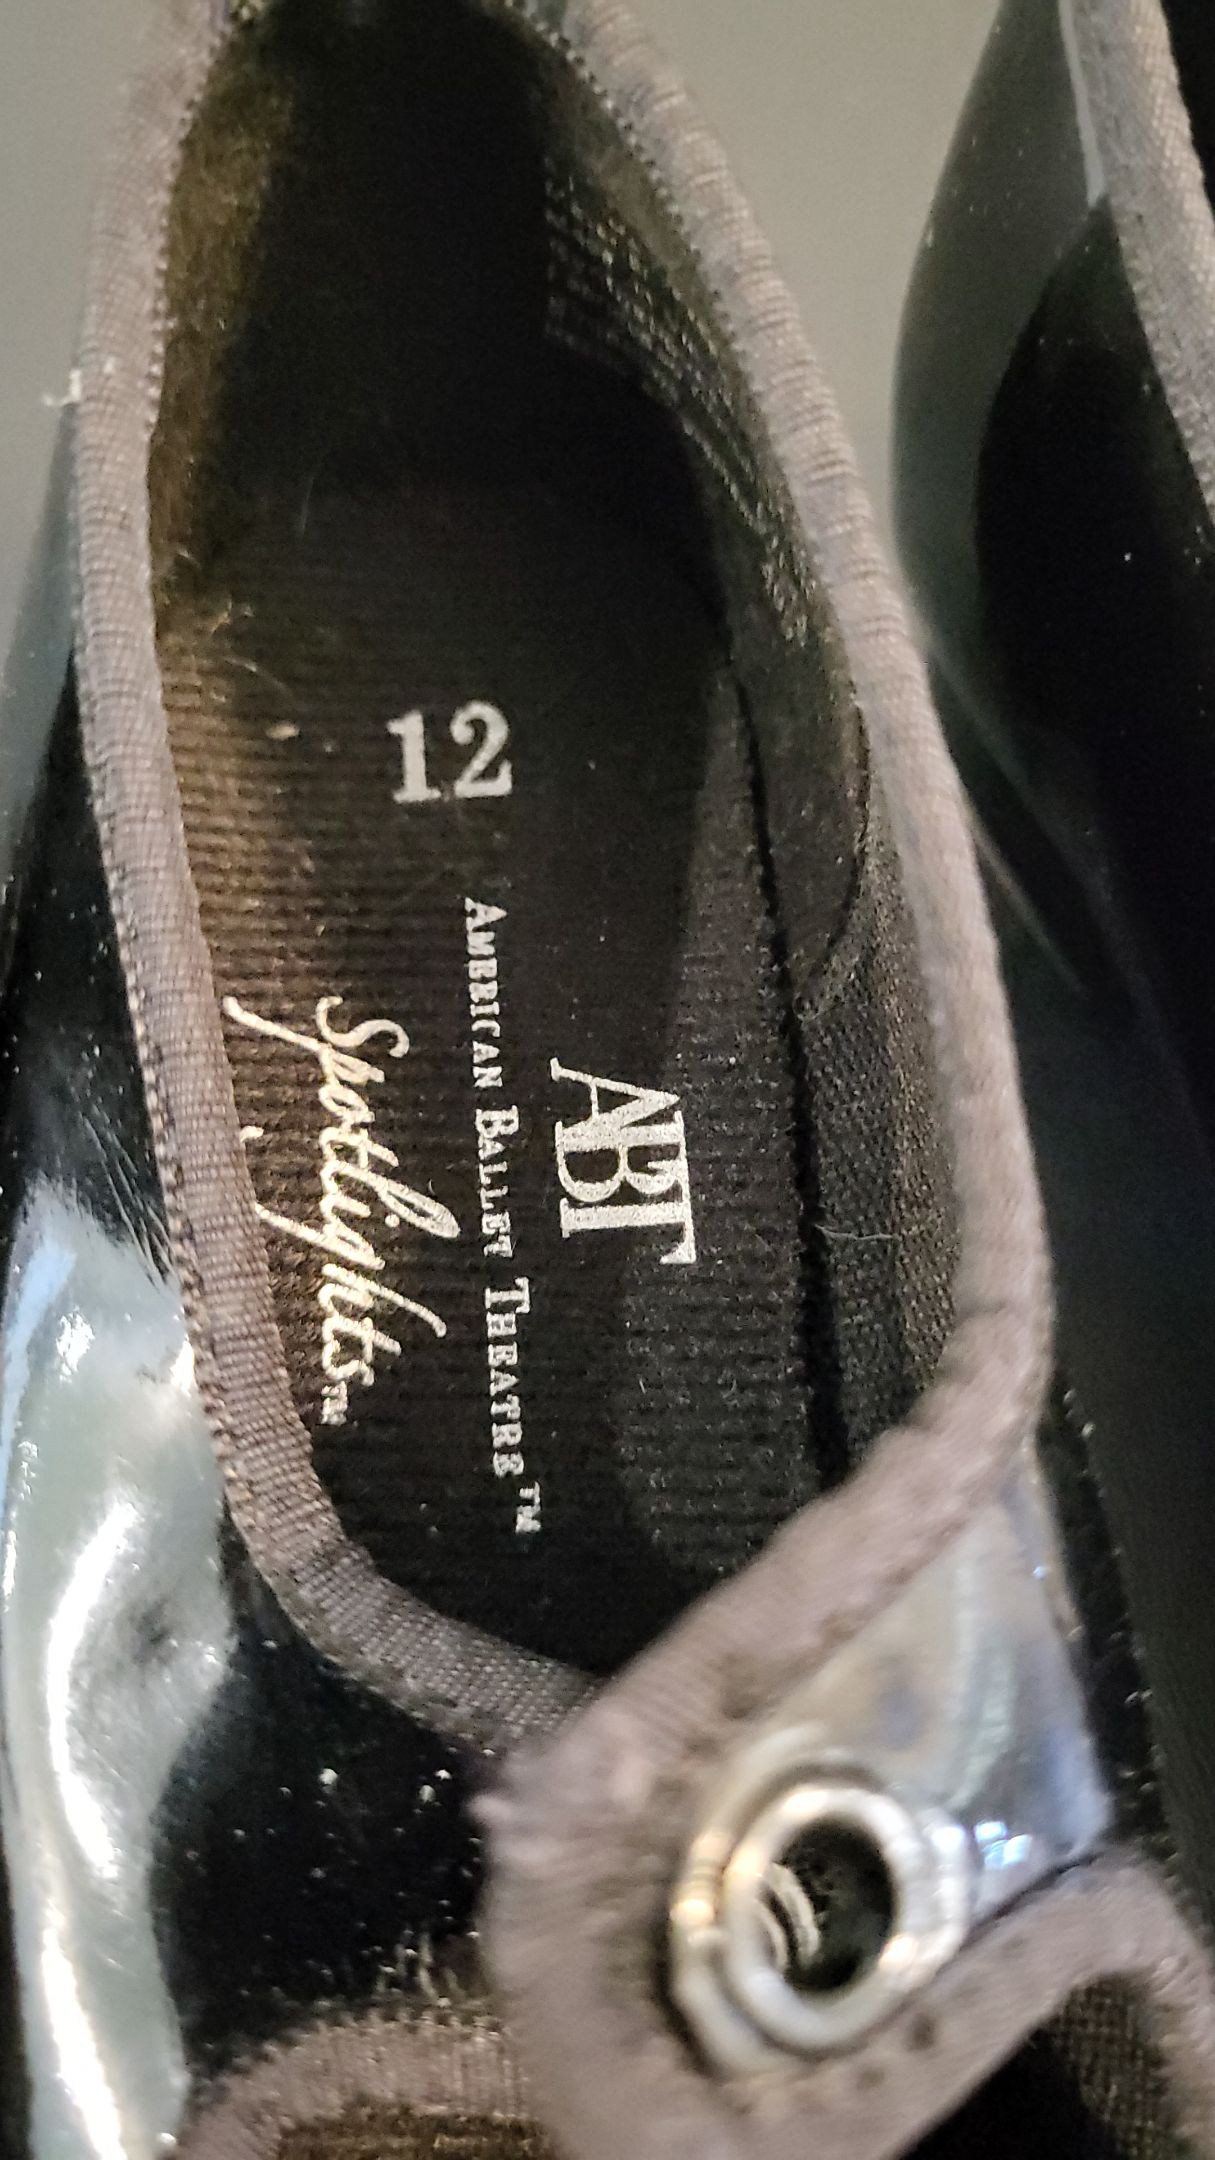 12
ABT
AMERICAN BALLET THEATRE™
Spotlights™